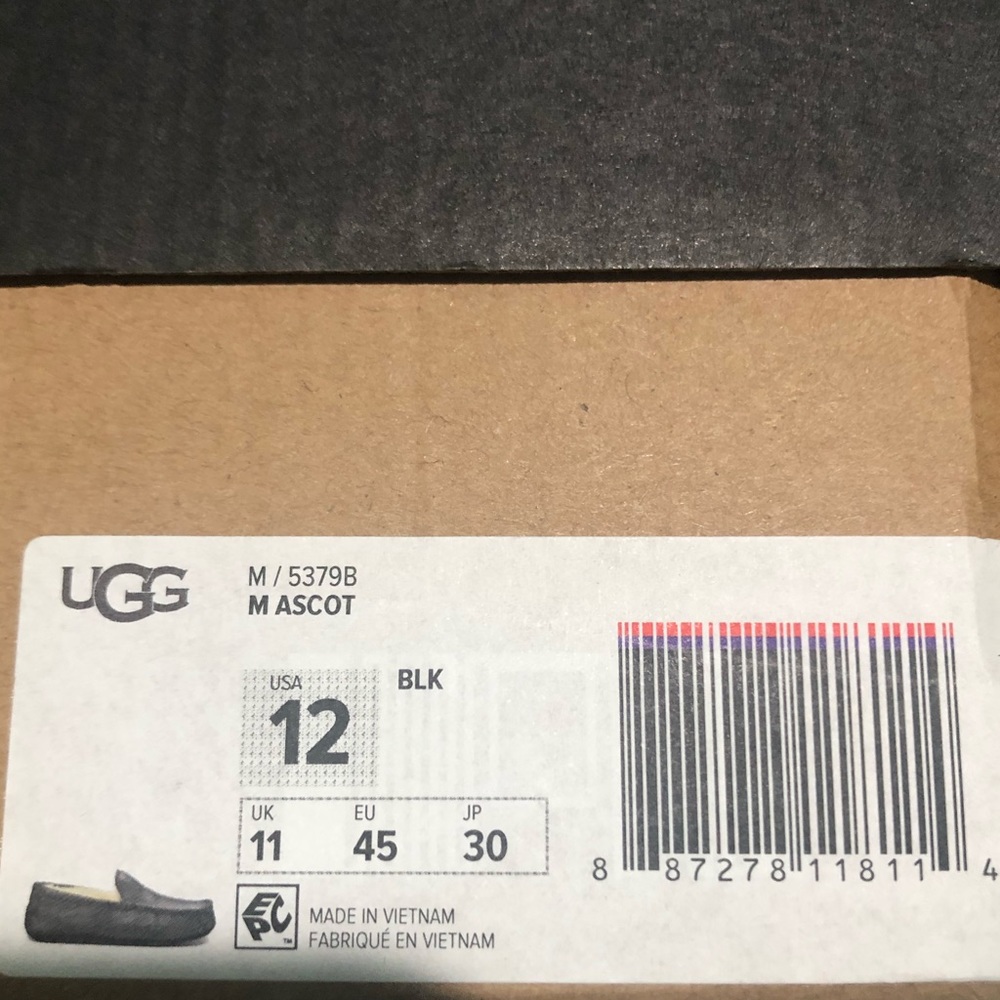 UGG
M / 5379B
M ASCOT
USA
12
BLK
UK EU JP
11 45 30
8 87278 11811 4
EPC
TM
MADE IN VIETNAM
FABRIQUÉ EN VIETNAM